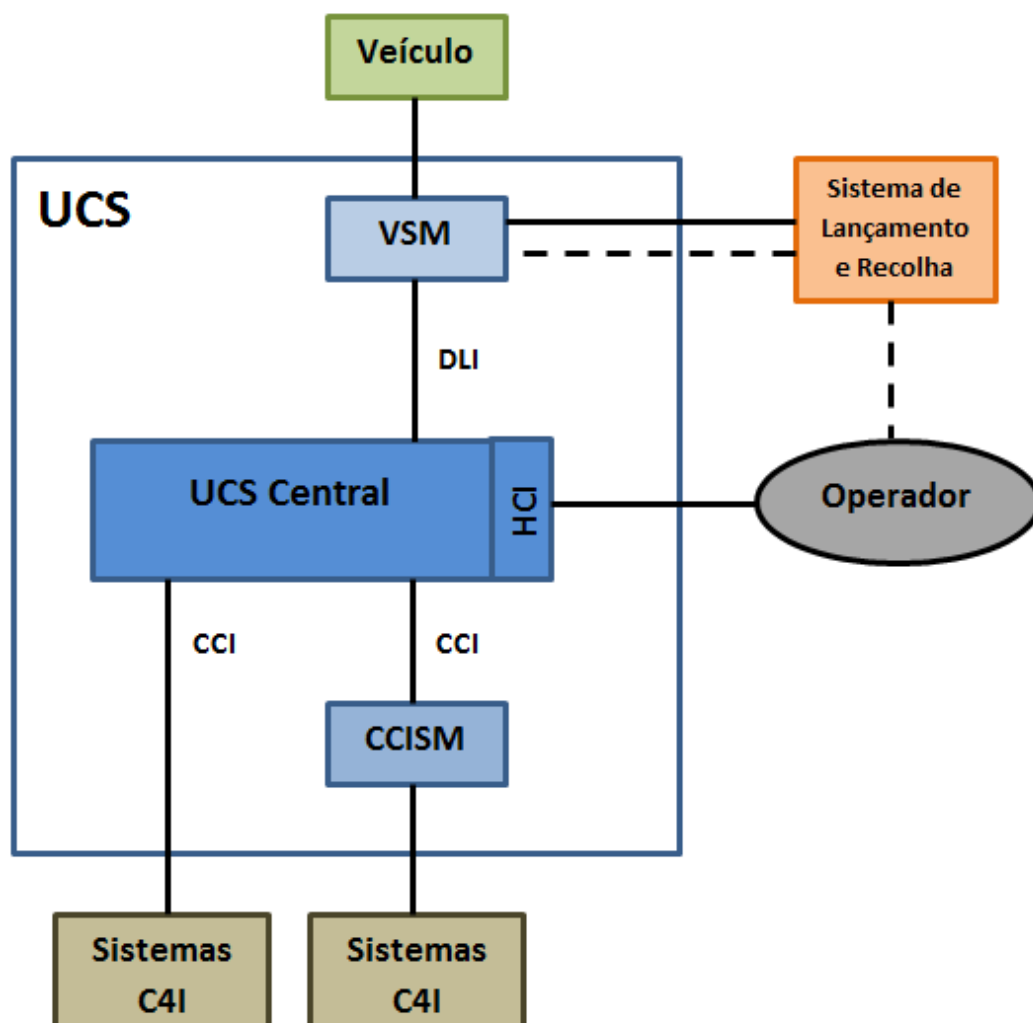 Veículo
UCS
VSM
Sistema de
Lançamento
e Recolha
DLI
UCS Central
HCI
Operador
CCI
CCI
CCISM
Sistemas
C4I
Sistemas
C4I